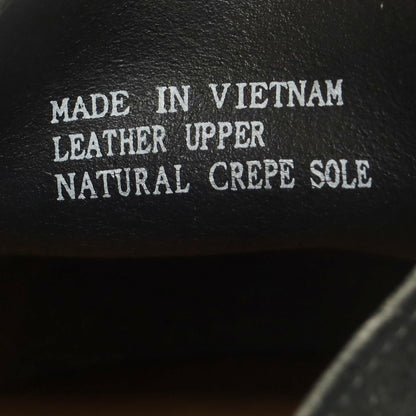 MADE IN VIETNAM
LEATHER UPPER
NATURAL CREPE SOLE